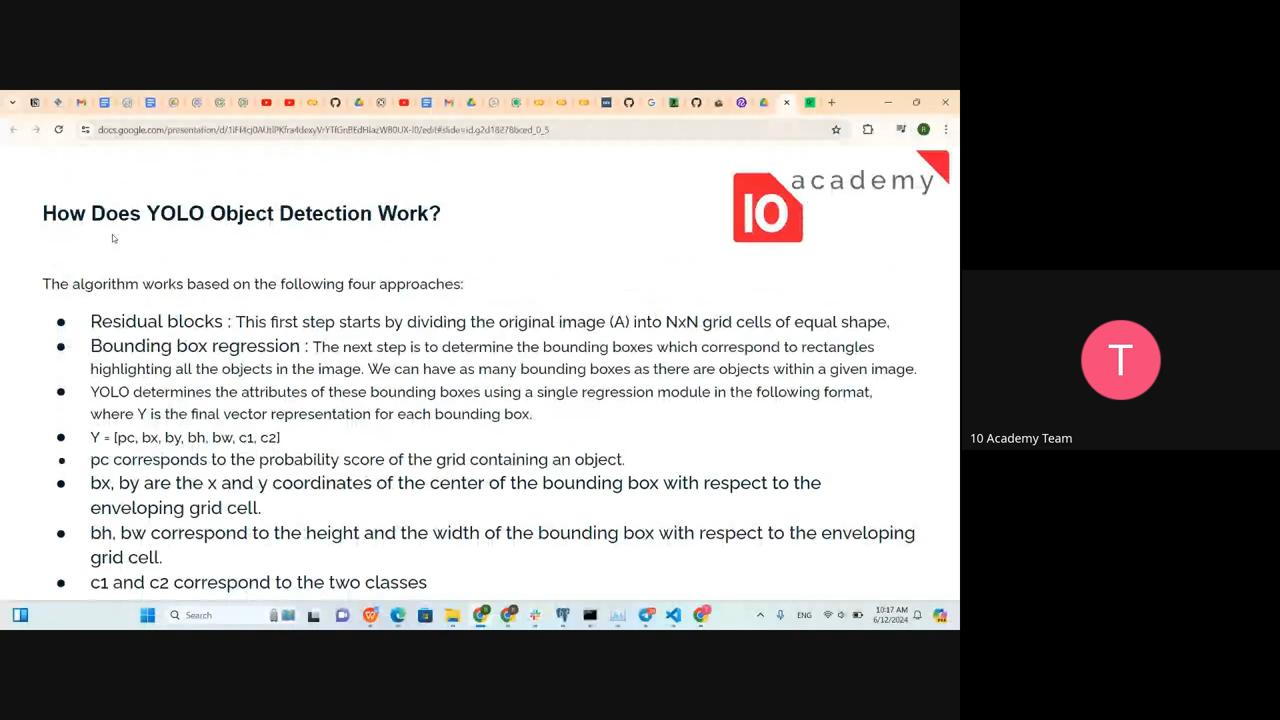 docs.google.com/presentation/d/
academy
10
How Does YOLO Object Detection Work?
The algorithm works based on the following four approaches:
● Residual blocks : This first step starts by dividing the original image (A) into NxN grid cells of equal shape,
● Bounding box regression : The next step is to determine the bounding boxes which correspond to rectangles
highlighting all the objects in the image. We can have as many bounding boxes as there are objects within a given image.
● YOLO determines the attributes of these bounding boxes using a single regression module in the following format,
where Y is the final vector representation for each bounding box.
● Y = [pc, bx, by, bh, bw, c1, c2]
● pc corresponds to the probability score of the grid containing an object.
● bx, by are the x and y coordinates of the center of the bounding box with respect to the
enveloping grid cell.
● bh, bw correspond to the height and the width of the bounding box with respect to the enveloping
grid cell.
● c1 and c2 correspond to the two classes
T
10 Academy Team
Search
ENG
10:17 AM
6/12/2024